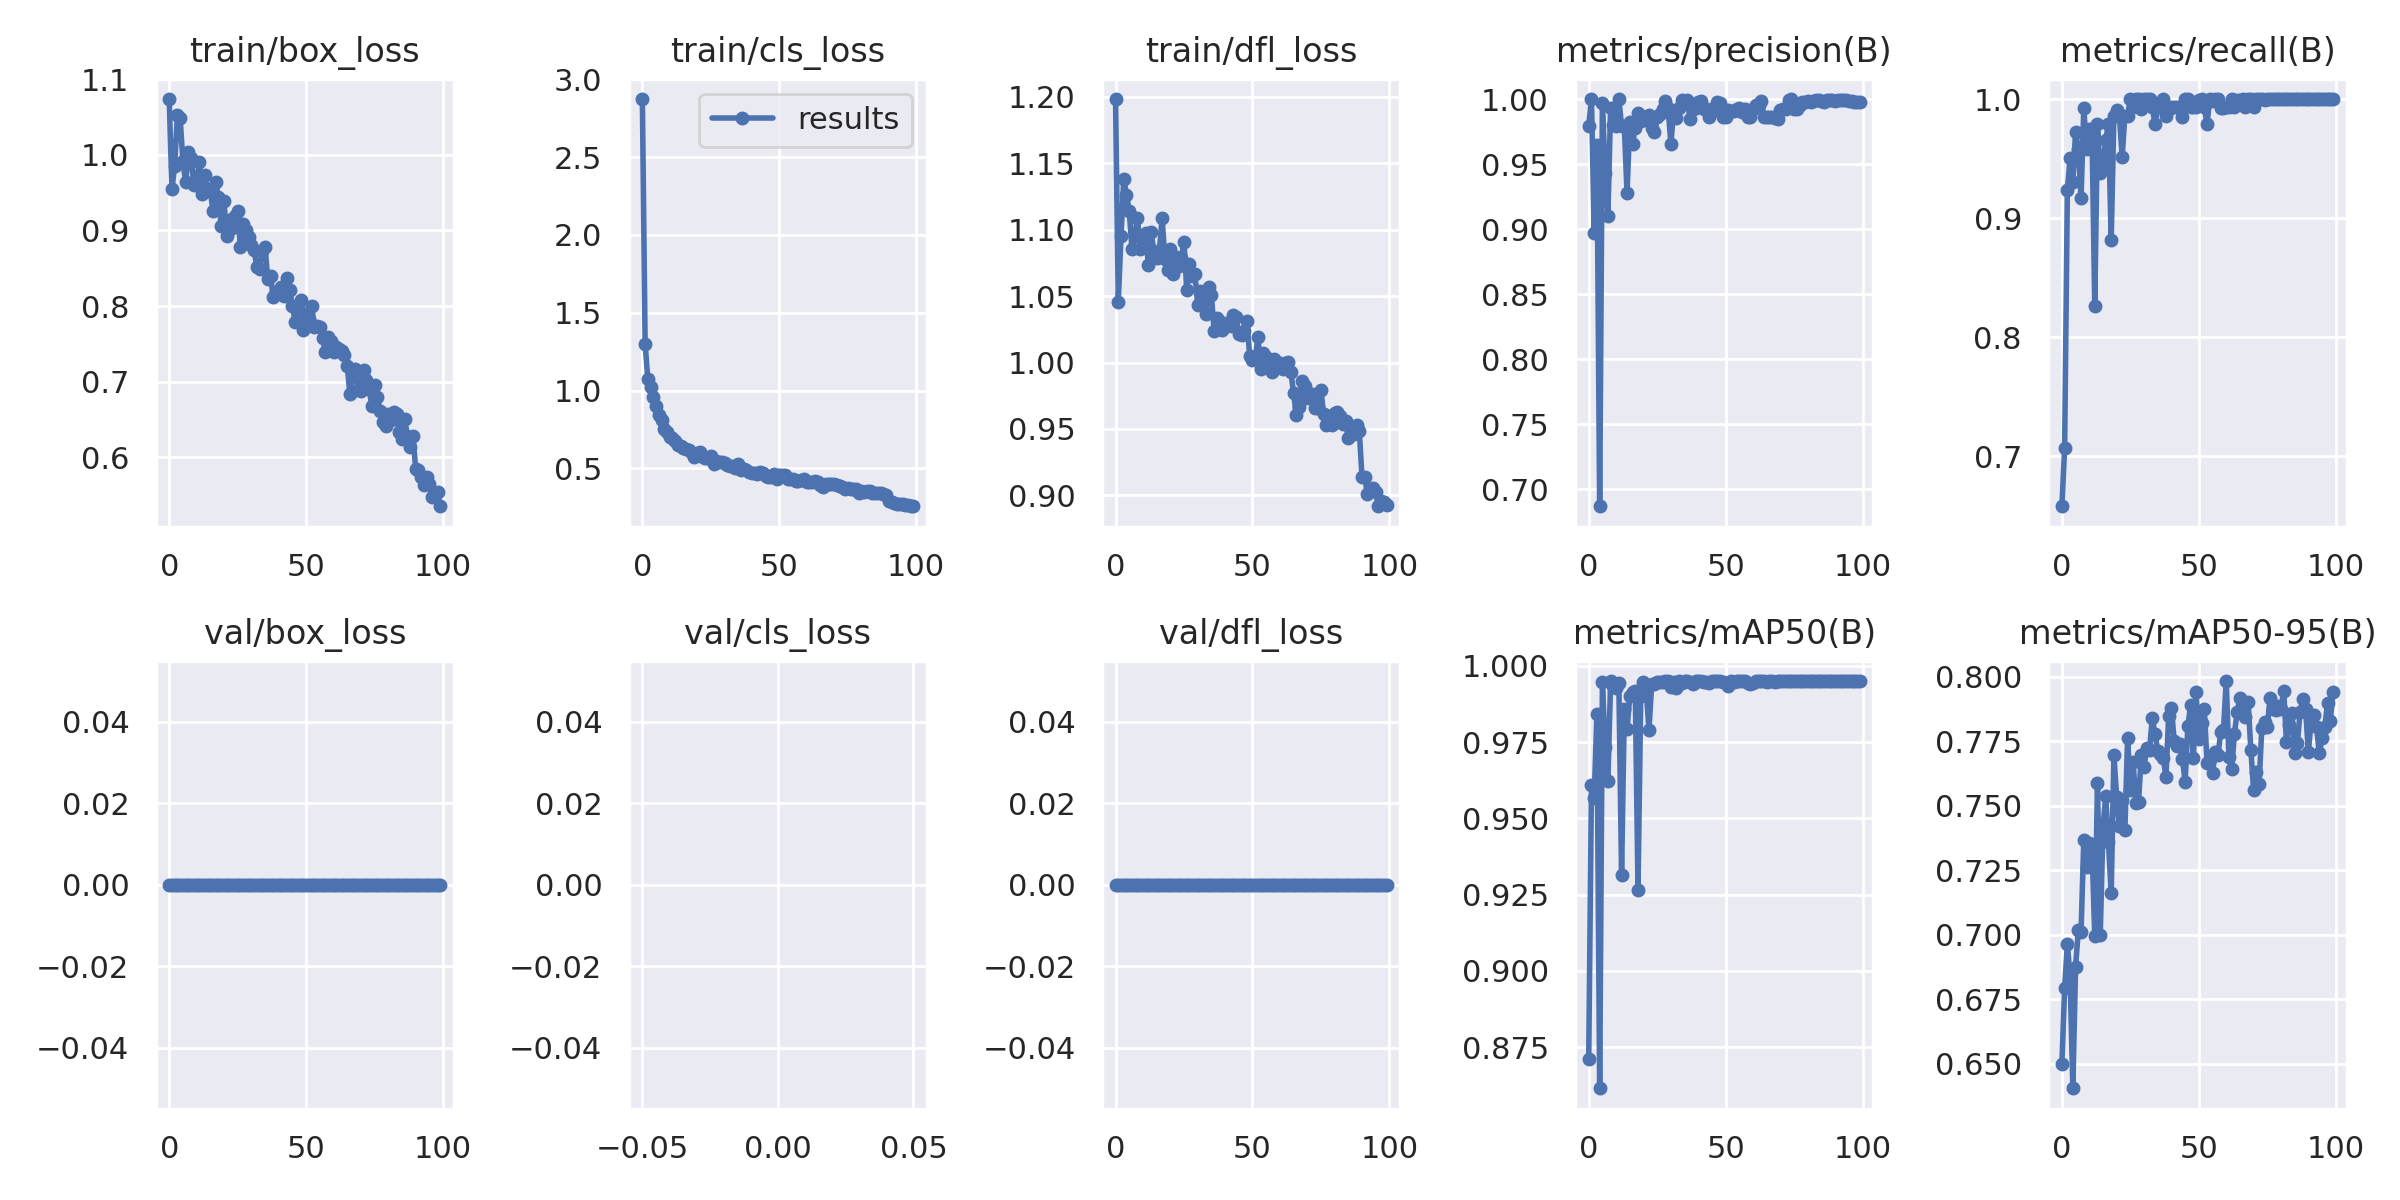 train/box_loss
1.1
1.0
0.9
0.8
0.7
0.6
0 50 100
train/cls_loss
3.0
2.5
2.0
1.5
1.0
0.5
results
0 50 100
train/dfl_loss
1.20
1.15
1.10
1.05
1.00
0.95
0.90
0 50 100
metrics/precision(B)
1.00
0.95
0.90
0.85
0.80
0.75
0.70
0 50 100
metrics/recall(B)
1.0
0.9
0.8
0.7
0 50 100
val/box_loss
0.04
0.02
0.00
−0.02
−0.04
0 50 100
val/cls_loss
0.04
0.02
0.00
−0.02
−0.04
−0.05 0.00 0.05
val/dfl_loss
0.04
0.02
0.00
−0.02
−0.04
0 50 100
metrics/mAP50(B)
1.000
0.975
0.950
0.925
0.900
0.875
0 50 100
metrics/mAP50-95(B)
0.800
0.775
0.750
0.725
0.700
0.675
0.650
0 50 100